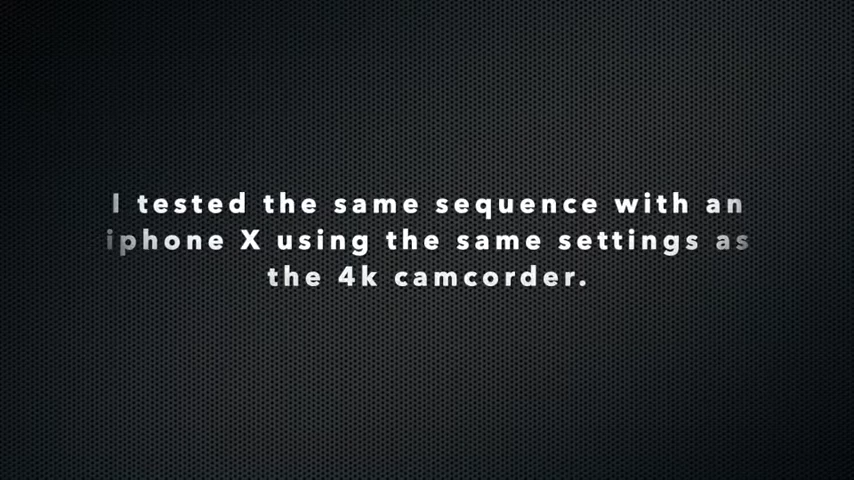 I tested the same sequence with an
iphone X using the same settings as
the 4k camcorder.